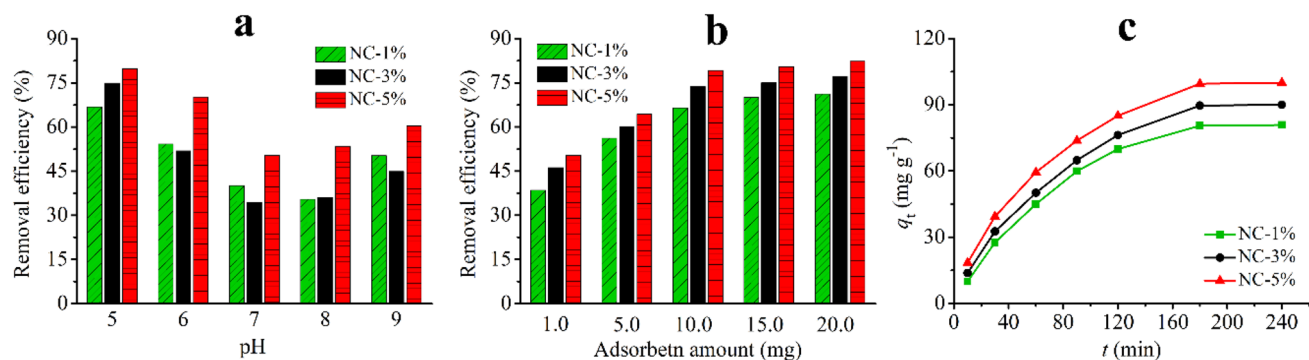 a
Removal efficiency (%)
90
75
60
45
30
15
0
NC-1%
NC-3%
NC-5%
5 6 7 8 9
pH
b
Removal efficiency (%)
90
75
60
45
30
15
0
NC-1%
NC-3%
NC-5%
1.0 5.0 10.0 15.0 20.0
Adsorbetn amount (mg)
c
qt (mg g-1)
120
90
60
30
0
NC-1%
NC-3%
NC-5%
0 40 80 120 160 200 240
t (min)